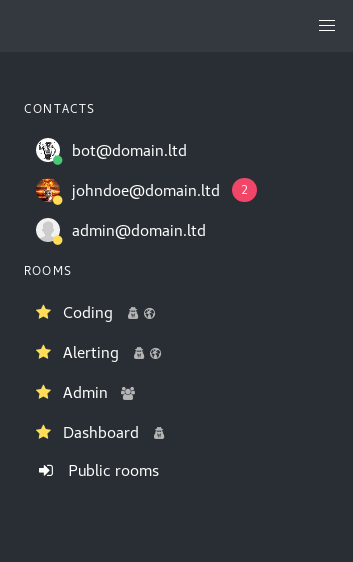 CONTACTS
bot@domain.ltd
johndoe@domain.ltd 2
admin@domain.ltd
ROOMS
Coding
Alerting
Admin
Dashboard
Public rooms